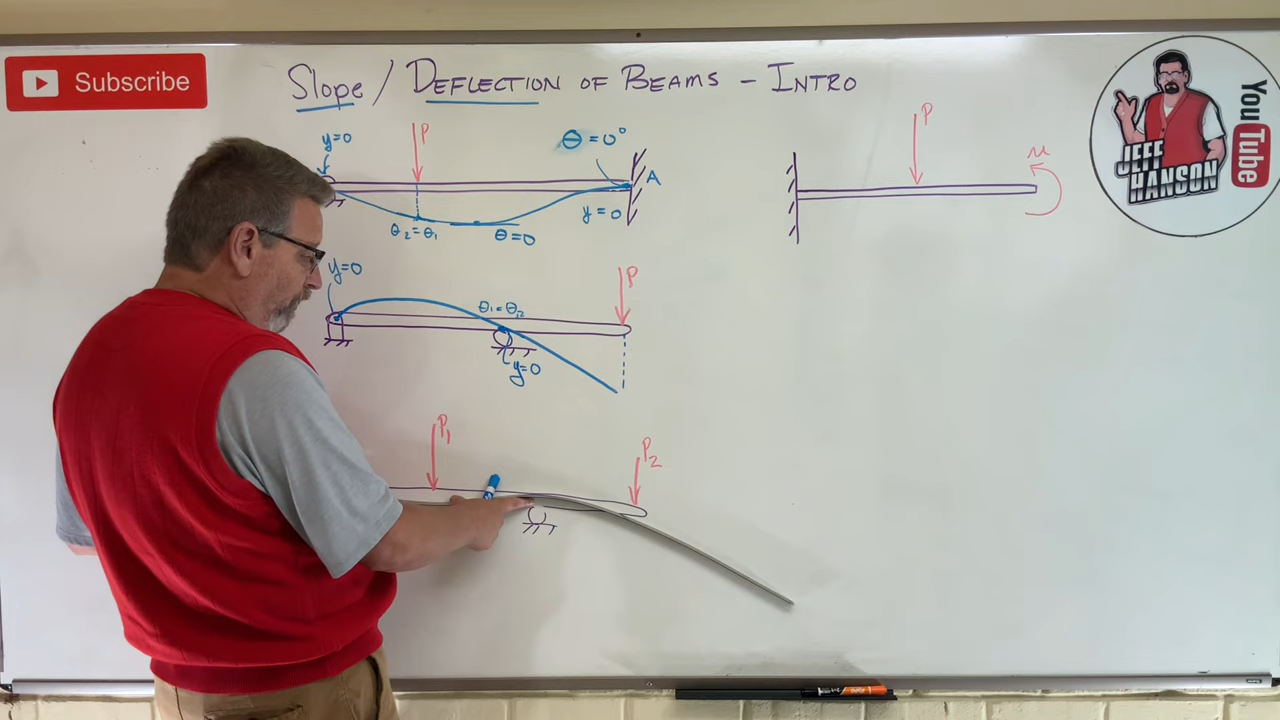 Subscribe
Slope / DEFLECTION OF BEAMS - INTRO
y=0
P
θ = 0°
A
θ₂ = θ₁
θ=0
y=0
P
M
JEFF
HANSON
YouTube
y=0
θ₁=θ₂
P
y=0
P₁
P₂